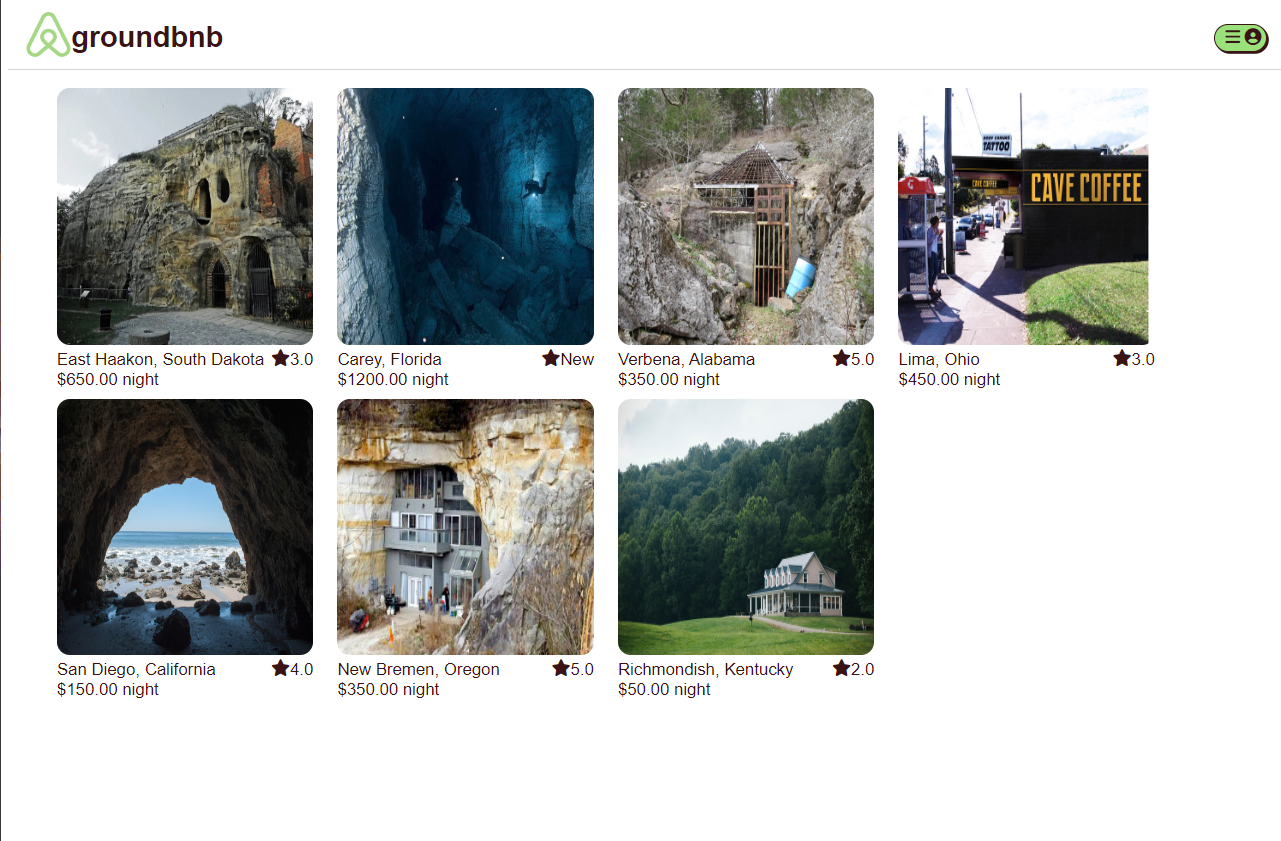 groundbnb
TATTOO
CAVE COFFEE
CAVE COFFEE
East Haakon, South Dakota ★3.0
$650.00 night
Carey, Florida ★New
$1200.00 night
Verbena, Alabama ★5.0
$350.00 night
Lima, Ohio ★3.0
$450.00 night
San Diego, California ★4.0
$150.00 night
New Bremen, Oregon ★5.0
$350.00 night
Richmondish, Kentucky ★2.0
$50.00 night